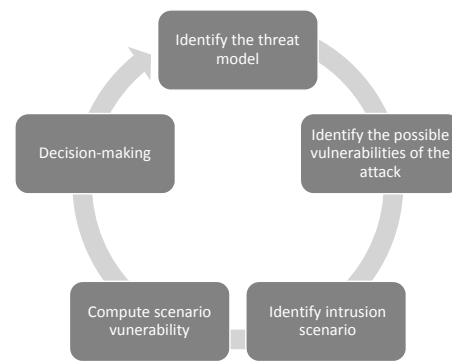 Identify the threat
model
Identify the possible
vulnerabilities of the
attack
Identify intrusion
scenario
Compute scenario
vunerability
Decision-making